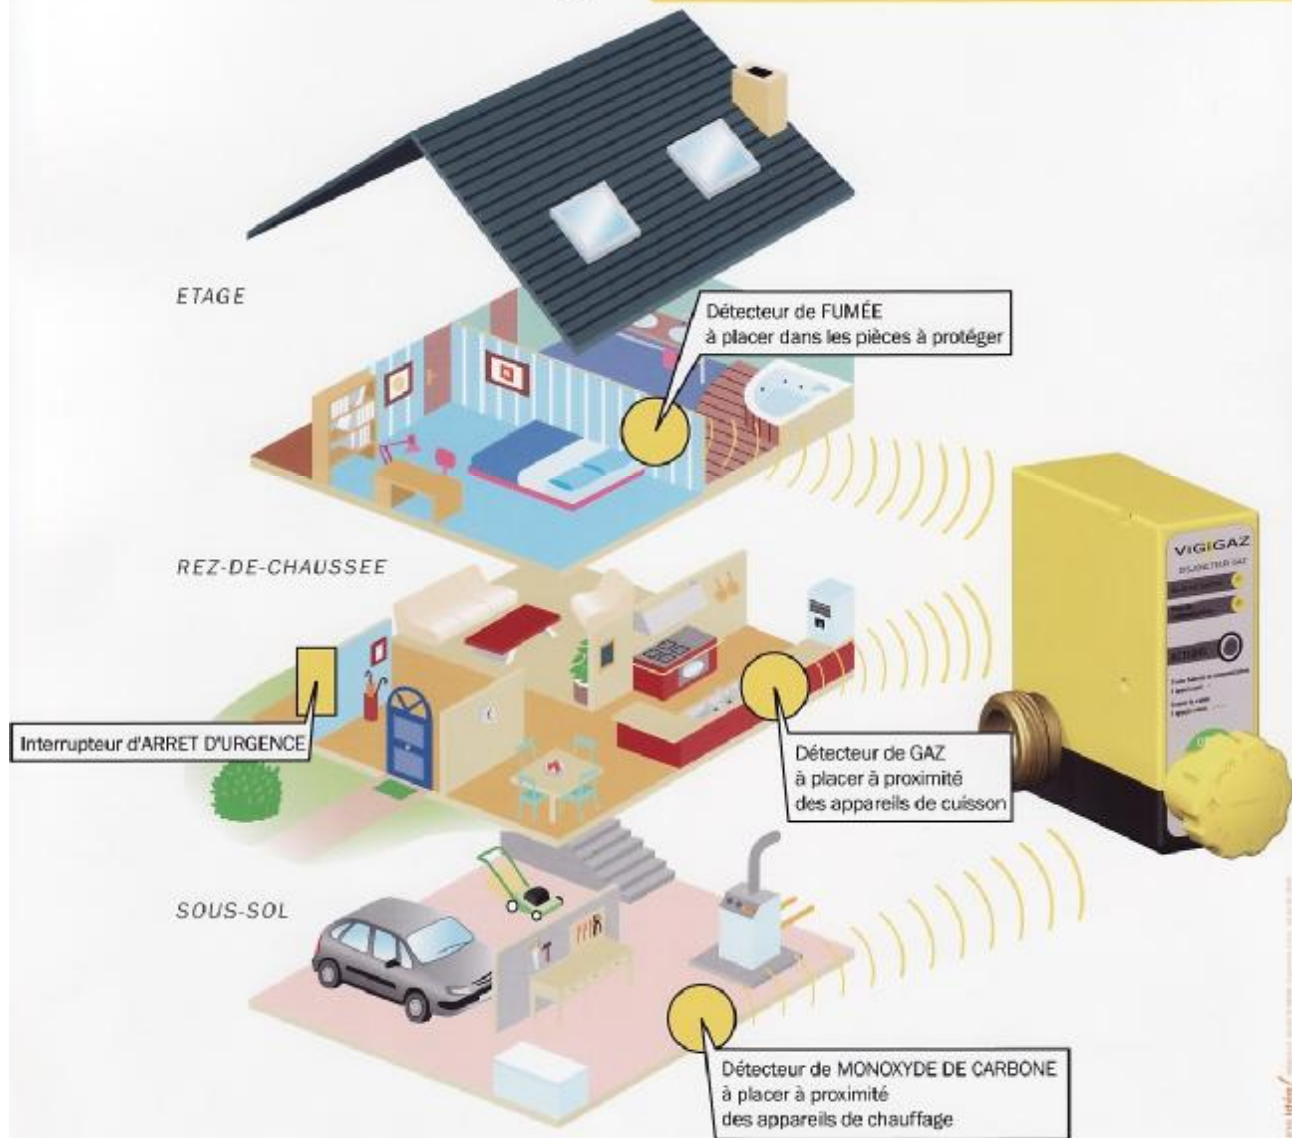 ETAGE
Détecteur de FUMÉE
à placer dans les pièces à protéger
REZ-DE-CHAUSSEE
VIGIGAZ
DISJONCTEUR GAZ
Interrupteur d'ARRET D'URGENCE
Détecteur de GAZ
à placer à proximité
des appareils de cuisson
SOUS-SOL
Détecteur de MONOXYDE DE CARBONE
à placer à proximité
des appareils de chauffage